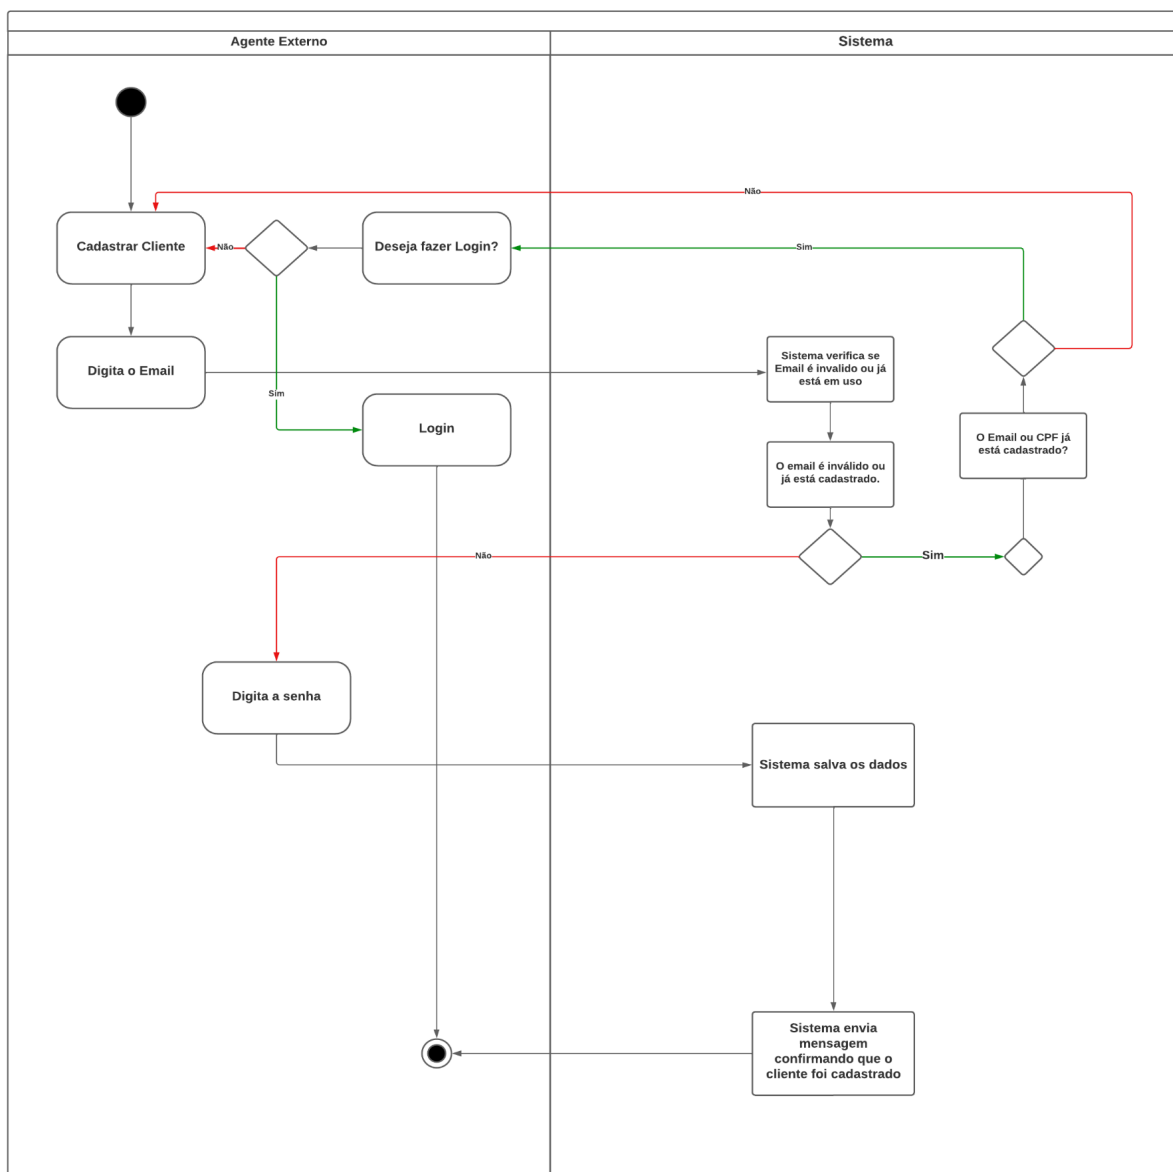 Agente Externo
Sistema
Não
Cadastrar Cliente
Não
Deseja fazer Login?
Sim
Digita o Email
Sistema verifica se
Email é invalido ou já
está em uso
Sim
Login
O Email ou CPF já
está cadastrado?
O email é inválido ou
já está cadastrado.
Não
Sim
Digita a senha
Sistema salva os dados
Sistema envia
mensagem
confirmando que o
cliente foi cadastrado